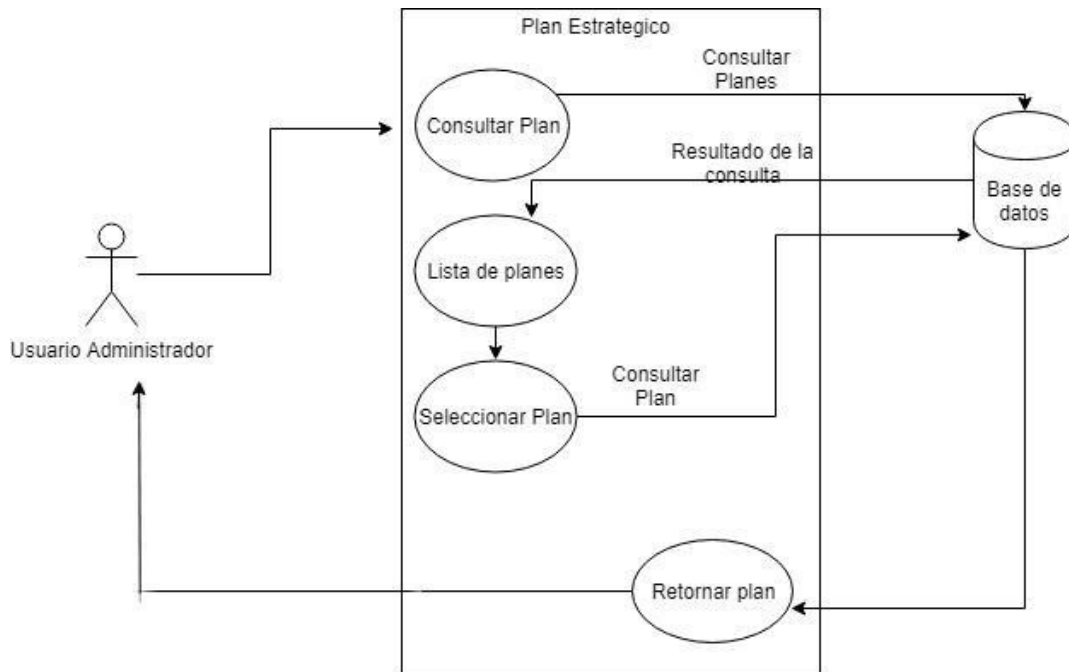 Plan Estrategico
Consultar
Planes
Consultar Plan
Resultado de la
consulta
Base de
datos
Lista de planes
Usuario Administrador
Consultar
Plan
Seleccionar Plan
Retornar plan